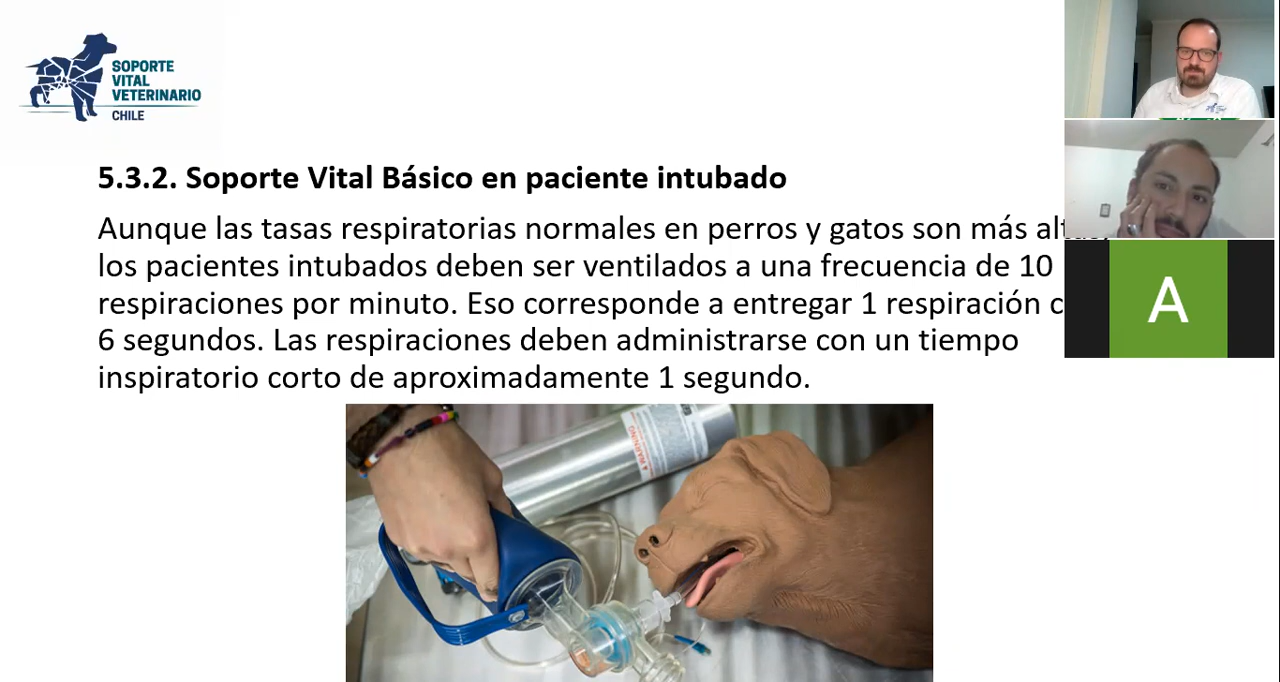 SOPORTE
VITAL
VETERINARIO
CHILE
5.3.2. Soporte Vital Básico en paciente intubado
Aunque las tasas respiratorias normales en perros y gatos son más
los pacientes intubados deben ser ventilados a una frecuencia de 10
respiraciones por minuto. Eso corresponde a entregar 1 respiración
6 segundos. Las respiraciones deben administrarse con un tiempo
inspiratorio corto de aproximadamente 1 segundo.
WARNING
A